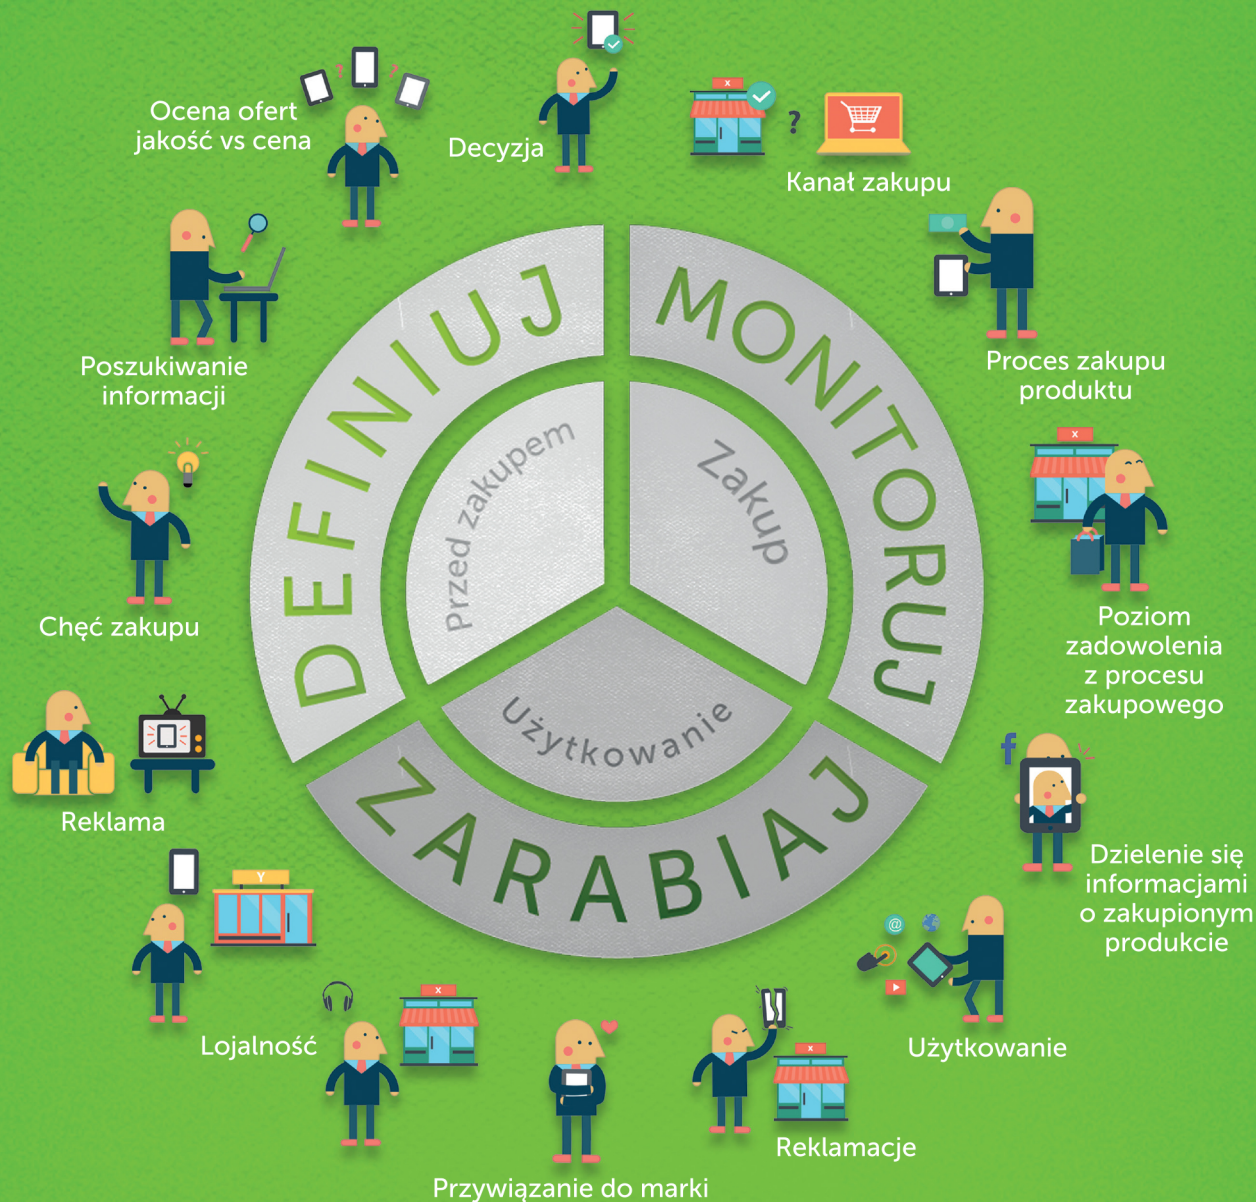 Ocena ofert
jakość vs cena
Decyzja
x
?
Kanał zakupu
? ?
Poszukiwanie
informacji
Proces zakupu
produktu
DEFINIUJ
MONITORUJ
Przed zakupem
Zakup
Użytkowanie
ZARABIAJ
Chęć zakupu
x
Poziom
zadowolenia
z procesu
zakupowego
Reklama
f
Dzielenie się
informacjami
o zakupionym
produkcie
Y
@
Lojalność
x
Użytkowanie
x
Reklamacje
Przywiązanie do marki